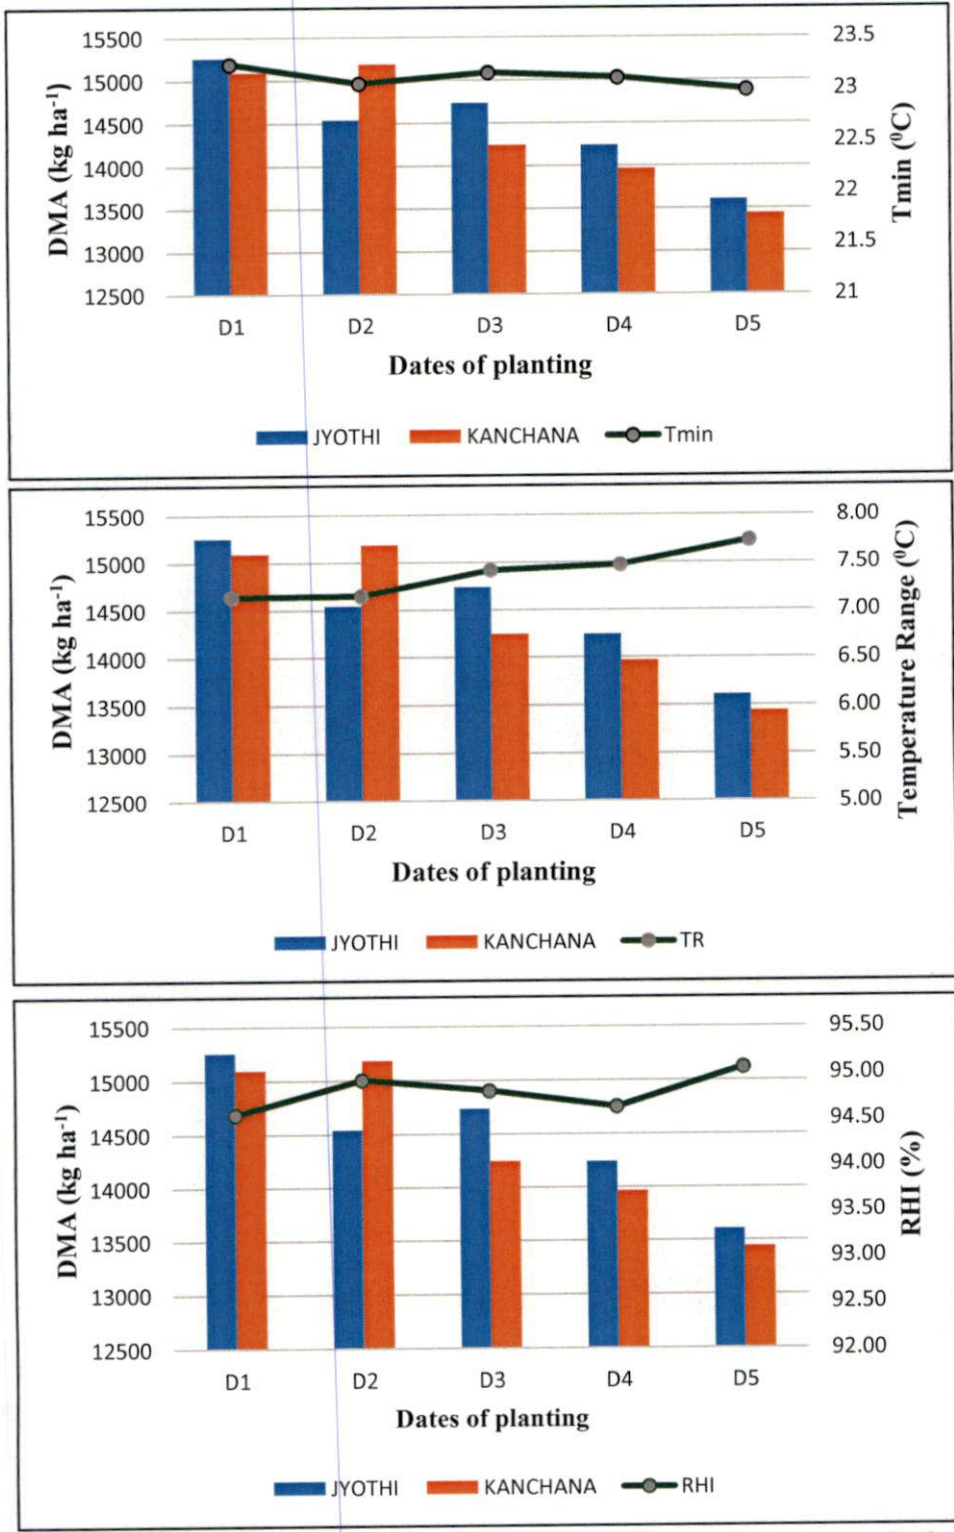 15500
15000
14500
14000
13500
13000
12500
DMA (kg ha⁻¹)
23.5
23
22.5
22
21.5
21
Tmin (⁰C)
D1 D2 D3 D4 D5
Dates of planting
JYOTHI KANCHANA Tmin
15500
15000
14500
14000
13500
13000
12500
DMA (kg ha⁻¹)
8.00
7.50
7.00
6.50
6.00
5.50
5.00
Temperature Range (⁰C)
D1 D2 D3 D4 D5
Dates of planting
JYOTHI KANCHANA TR
15500
15000
14500
14000
13500
13000
12500
DMA (kg ha⁻¹)
95.50
95.00
94.50
94.00
93.50
93.00
92.50
92.00
RHI (%)
D1 D2 D3 D4 D5
Dates of planting
JYOTHI KANCHANA RHI